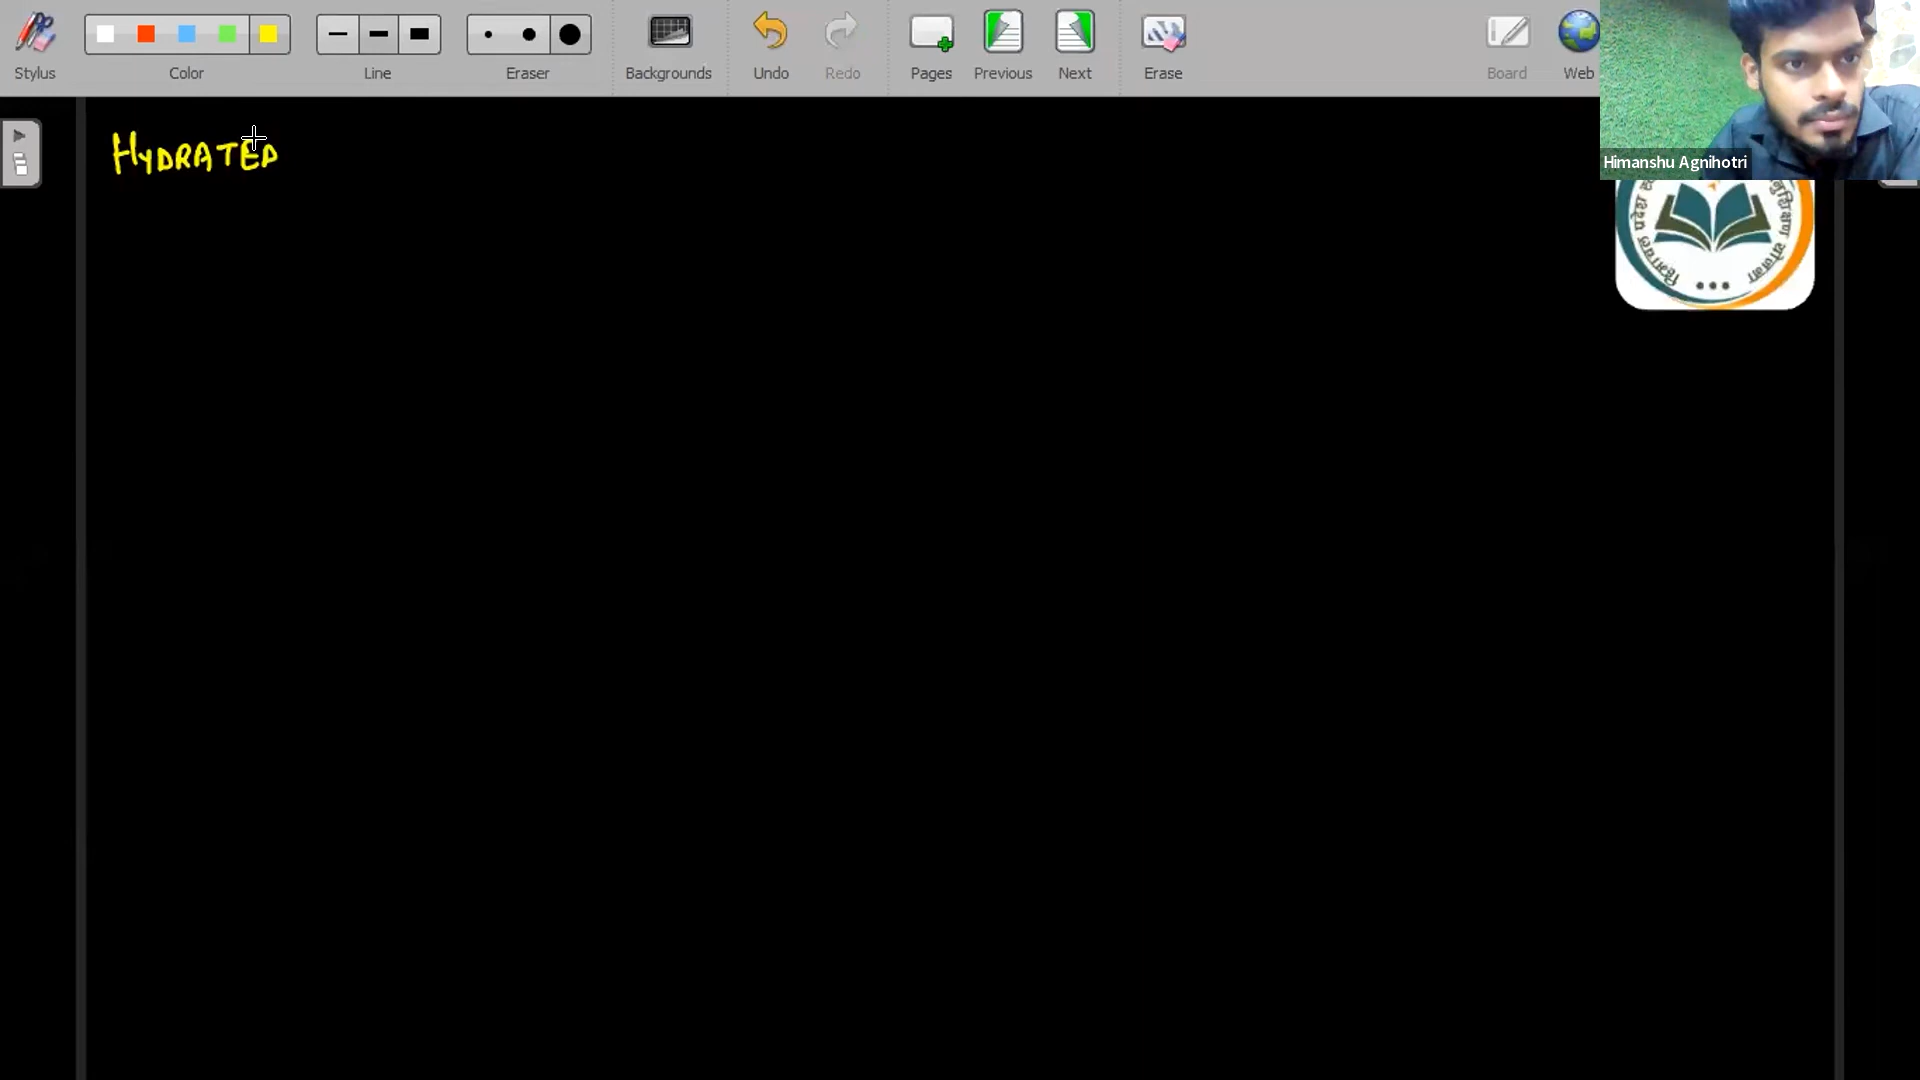 Stylus Color Line Eraser Backgrounds Undo Redo Pages Previous Next Erase Board Web
Himanshu Agnihotri
HYDRATED